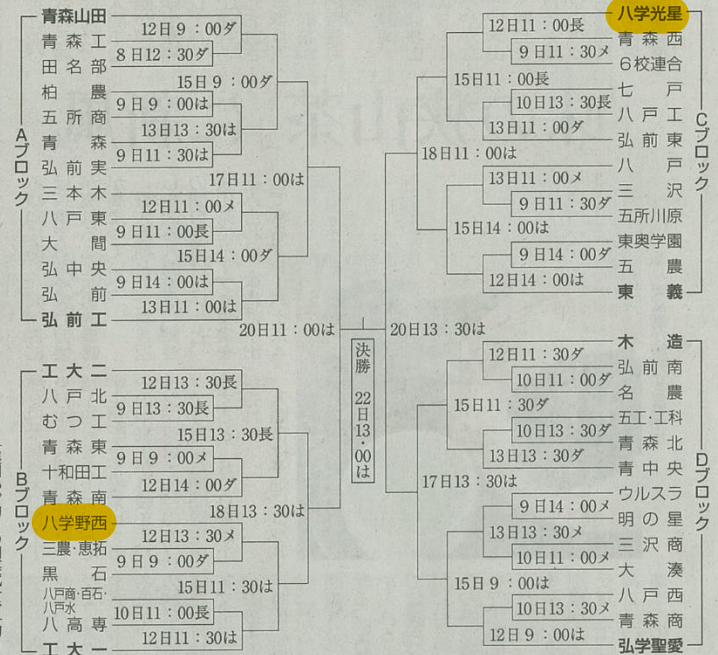 Aブロック
青森山田
青森工
田名部
柏農
五所商
青森
弘前実
三本木
八戸東
大間
弘中央
弘前
弘前工
12日9：00ダ
8日12：30ダ
15日9：00ダ
9日9：00は
13日13：30は
9日11：30は
17日11：00は
12日11：00メ
9日11：00長
15日14：00ダ
9日14：00は
13日11：00は
20日11：00は
Bブロック
工大二
八戸北
むつ工
青森東
十和田工
青森南
八学野西
三農・恵拓
黒石
八戸商・百石・
八戸水
八高専
工大一
12日13：30長
9日13：30長
15日13：30長
9日9：00メ
12日14：00ダ
18日13：30は
12日13：30メ
9日9：00ダ
15日11：30は
10日11：00長
12日11：30は
決勝 22日13・00は
Cブロック
八学光星
青森西
6校連合
七戸
八戸工
弘前東
八戸
三沢
五所川原
東奥学園
五農
東義
12日11：00長
9日11：30メ
15日11：00長
10日13：30長
13日11：00ダ
18日11：00は
13日11：00メ
9日11：30ダ
15日14：00は
9日14：00ダ
12日14：00は
20日13：30は
Dブロック
木造
弘前南
名農
五工・工科
青森北
青中央
ウルスラ
明の星
三沢商
大湊
八戸西
青森商
弘学聖愛
12日11：30ダ
10日11：00ダ
15日11：30ダ
10日13：30ダ
13日13：30ダ
17日13：30は
9日14：00メ
13日13：30メ
10日11：00メ
15日9：00は
10日13：30メ
12日9：00は